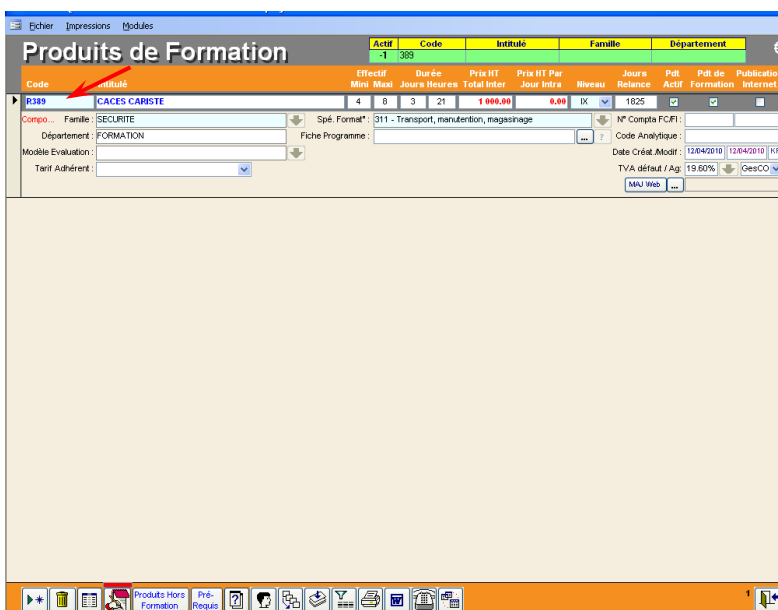 Fichier Impressions Modules
Produits de Formation
Actif Code Intitulé Famille Département
-1 389
€
Effectif Durée Prix HT Prix HT Par Jours Pdt Pdt de Publicatio
Code Intitulé Mini Maxi Jours Heures Total Inter Jour Intra Niveau Relance Actif Formation Internet
R389 CACES CARISTE 4 8 3 21 1 000.00 0.00 IX 1825
Compo... Famille : SECURITE Spé. Format° : 311 - Transport, manutention, magasinage N° Compta FC/FI :
Département : FORMATION Fiche Programme : ... ? Code Analytique :
Modèle Evaluation : Date Créat./Modif : 12/04/2010 12/04/2010
Tarif Adhérent : TVA défaut / Ag: 19.60% GesCO
MAJ Web ...
Produits Hors Formation Pré-Requis
1